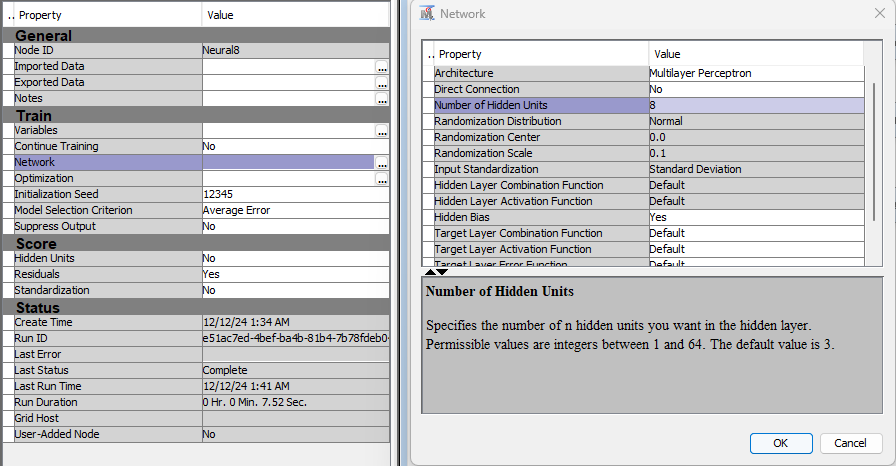 .. Property Value
General
Node ID Neural8
Imported Data ...
Exported Data ...
Notes ...
Train
Variables ...
Continue Training No
Network ...
Optimization ...
Initialization Seed 12345
Model Selection Criterion Average Error
Suppress Output No
Score
Hidden Units No
Residuals Yes
Standardization No
Status
Create Time 12/12/24 1:34 AM
Run ID e51ac7ed-4bef-ba4b-81b4-7b78fdeb0-
Last Error
Last Status Complete
Last Run Time 12/12/24 1:41 AM
Run Duration 0 Hr. 0 Min. 7.52 Sec.
Grid Host
User-Added Node No
Network
.. Property Value
Architecture Multilayer Perceptron
Direct Connection No
Number of Hidden Units 8
Randomization Distribution Normal
Randomization Center 0.0
Randomization Scale 0.1
Input Standardization Standard Deviation
Hidden Layer Combination Function Default
Hidden Layer Activation Function Default
Hidden Bias Yes
Target Layer Combination Function Default
Target Layer Activation Function Default
Target Layer Error Function Default
Number of Hidden Units
Specifies the number of n hidden units you want in the hidden layer.
Permissible values are integers between 1 and 64. The default value is 3.
OK Cancel